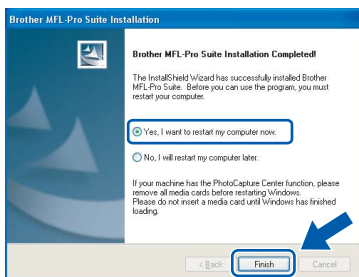 Brother MFL-Pro Suite Installation
Brother MFL-Pro Suite Installation Completed!
The InstallShield Wizard has successfully installed Brother
MFL-Pro Suite. Before you can use the program, you must
restart your computer.
Yes, I want to restart my computer now.
No, I will restart my computer later.
If your machine has the PhotoCapture Center function, please
remove all media cards before restarting Windows.
Please do not insert a media card until Windows has finished
loading.
< Back
Finish
Cancel